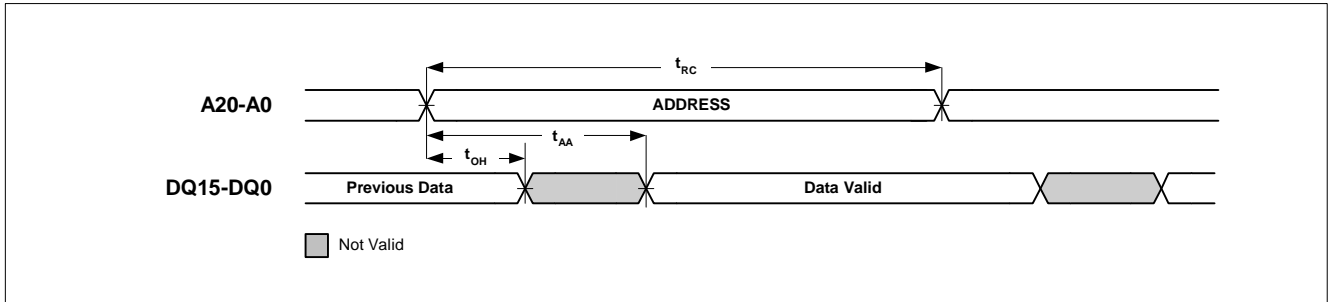 tRC
A20-A0
ADDRESS
tAA
tOH
DQ15-DQ0
Previous Data
Data Valid
Not Valid